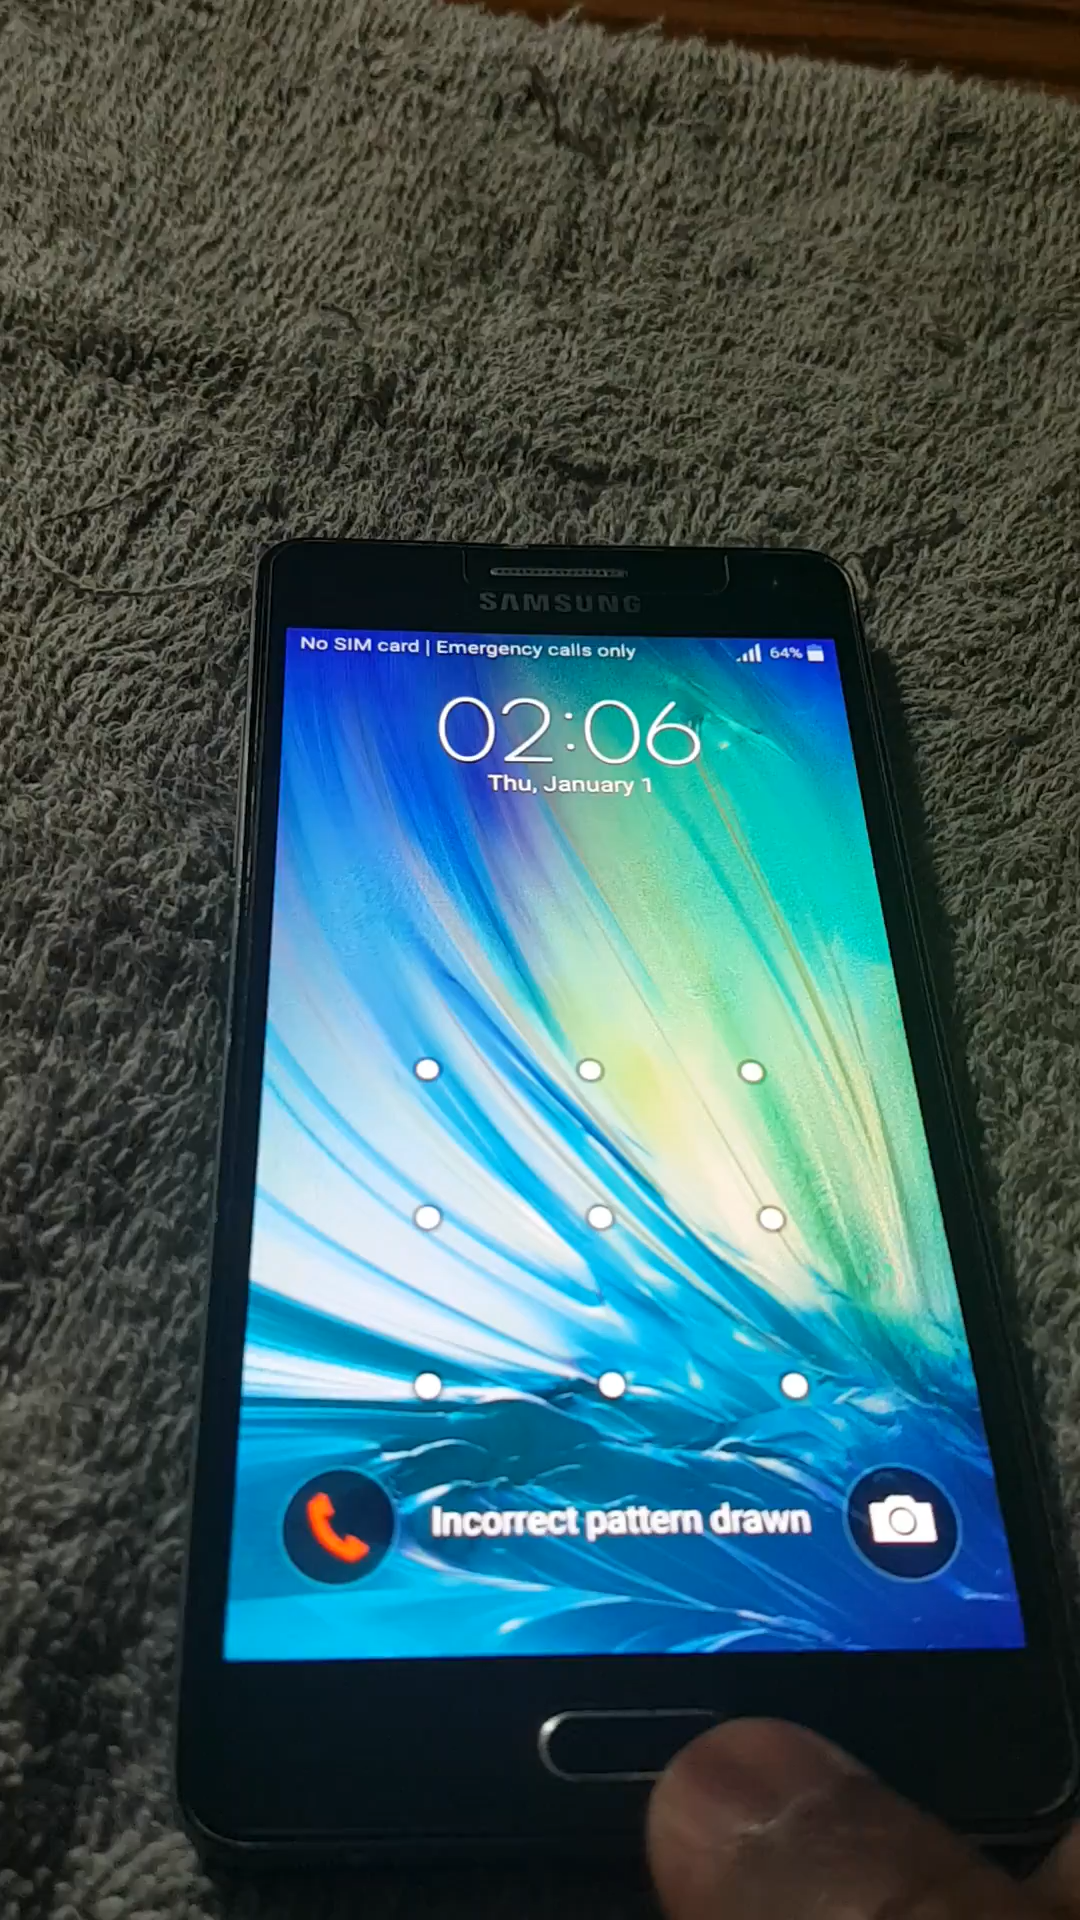 SAMSUNG
No SIM card | Emergency calls only 64%
02:06
Thu, January 1
Incorrect pattern drawn